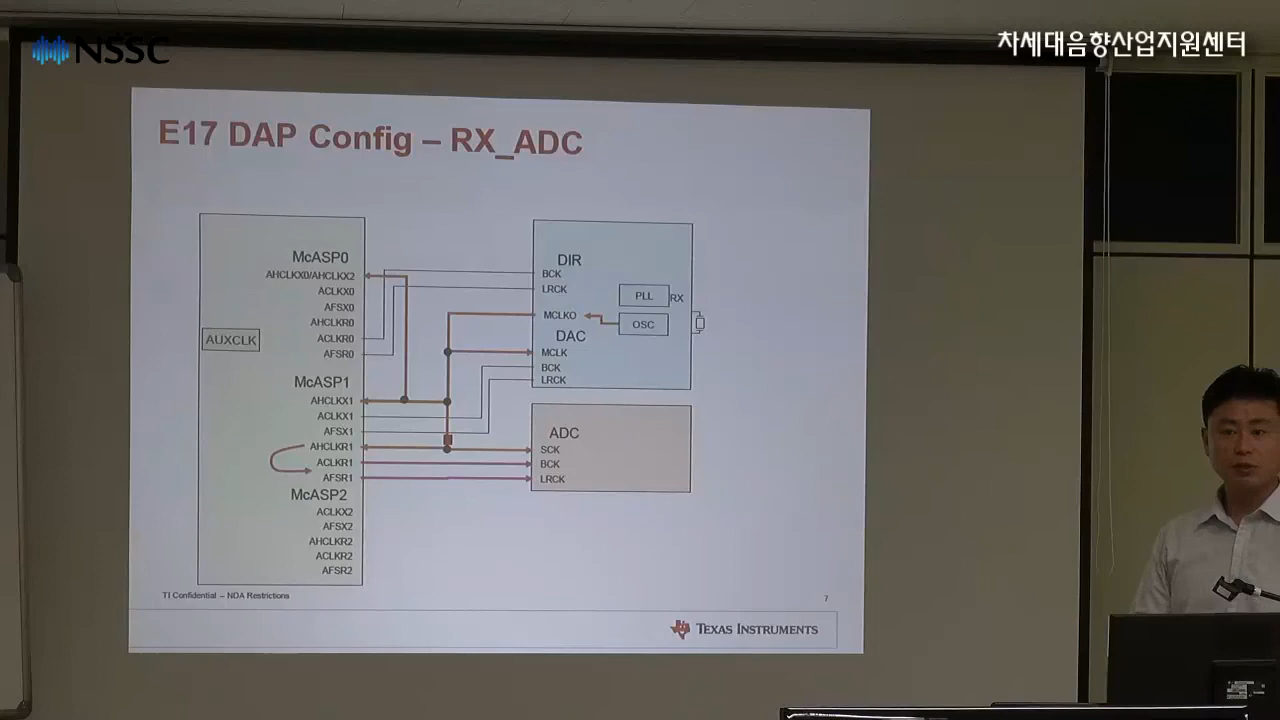 NSSC
차세대음향산업지원센터
E17 DAP Config – RX_ADC
McASP0
AHCLKX0/AHCLKX2
ACLKX0
AFSX0
AHCLKR0
ACLKR0
AFSR0
AUXCLK
McASP1
AHCLKX1
ACLKX1
AFSX1
AHCLKR1
ACLKR1
AFSR1
McASP2
ACLKX2
AFSX2
AHCLKR2
ACLKR2
AFSR2
DIR
BCK
LRCK
PLL
RX
MCLKO
OSC
DAC
MCLK
BCK
LRCK
ADC
SCK
BCK
LRCK
TI Confidential – NDA Restrictions
7
TEXAS INSTRUMENTS